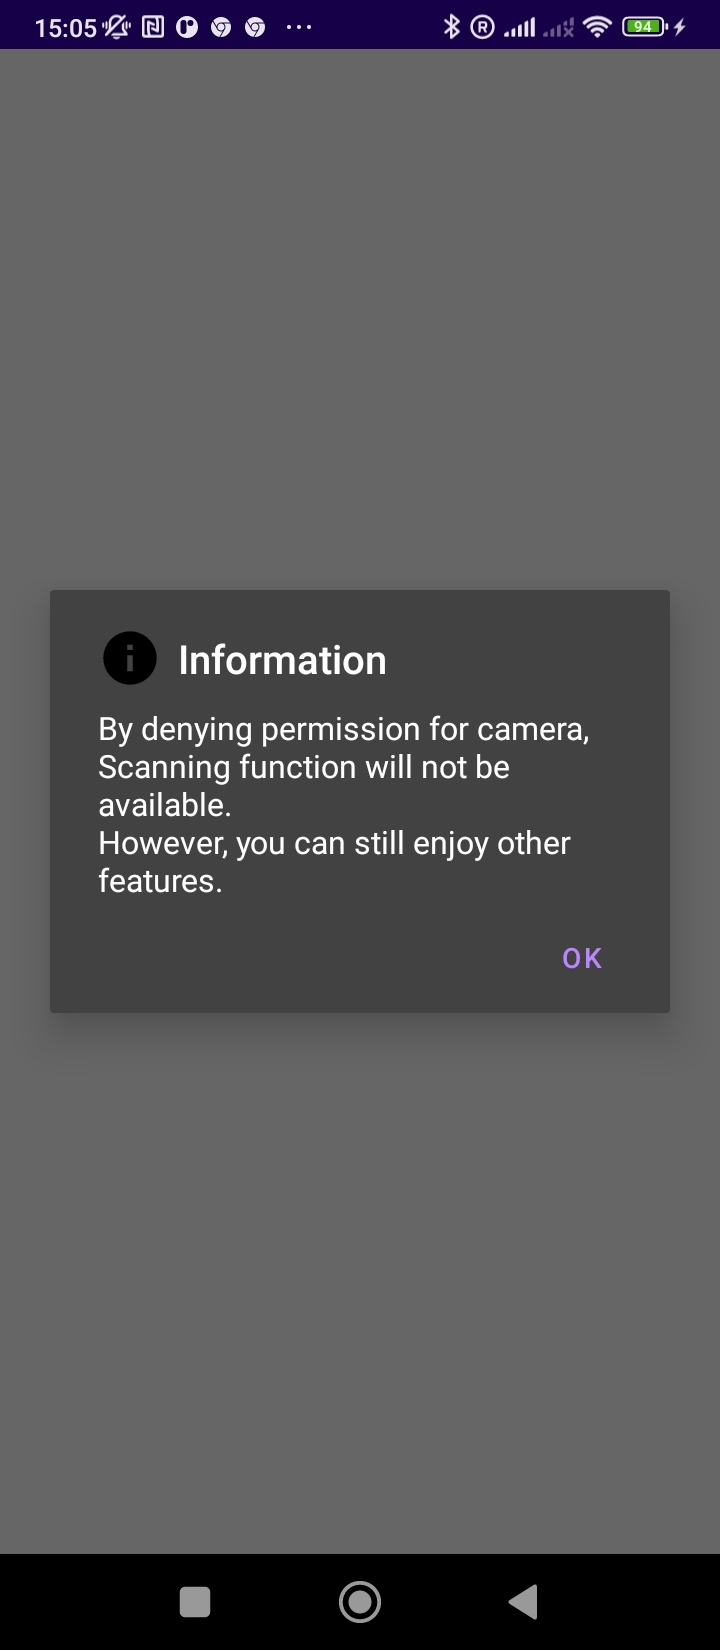 15:05 94
Information
By denying permission for camera,
Scanning function will not be
available.
However, you can still enjoy other
features.
OK